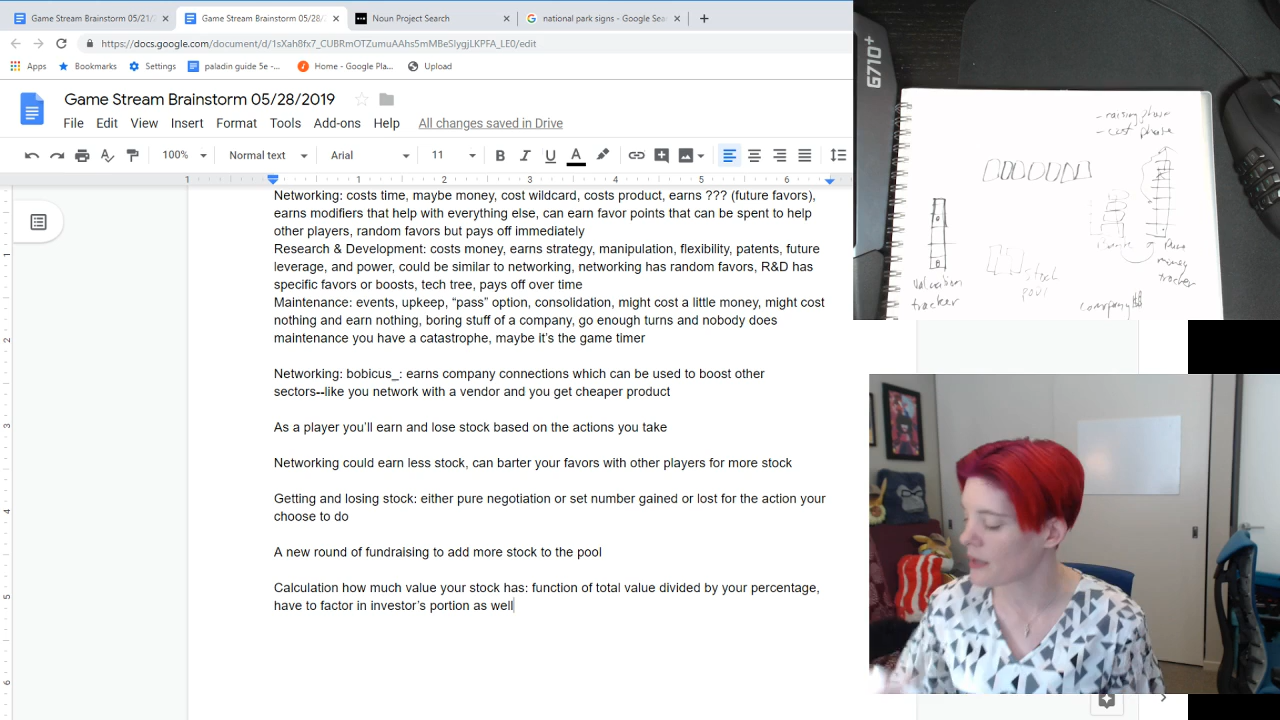 Game Stream Brainstorm 05/21/
Game Stream Brainstorm 05/28/
Noun Project Search
national park signs - Google Sea
https://docs.google.com/document/d/1sXah8fx7_CUBRmOTZumuAAhs5mMBeSlygjLKPFA_LE0/edit
Apps
Bookmarks
Settings
paladin guide 5e -...
Home - Google Pla...
Upload
Game Stream Brainstorm 05/28/2019
File Edit View Insert Format Tools Add-ons Help All changes saved in Drive
100% Normal text Arial 11 B I U A
1 1 2 3 4 5 6
Networking: costs time, maybe money, cost wildcard, costs product, earns ??? (future favors),
earns modifiers that help with everything else, can earn favor points that can be spent to help
other players, random favors but pays off immediately
Research & Development: costs money, earns strategy, manipulation, flexibility, patents, future
leverage, and power, could be similar to networking, networking has random favors, R&D has
specific favors or boosts, tech tree, pays off over time
Maintenance: events, upkeep, “pass” option, consolidation, might cost a little money, might cost
nothing and earn nothing, boring stuff of a company, go enough turns and nobody does
maintenance you have a catastrophe, maybe it’s the game timer
Networking: bobicus_: earns company connections which can be used to boost other
sectors--like you network with a vendor and you get cheaper product
As a player you’ll earn and lose stock based on the actions you take
Networking could earn less stock, can barter your favors with other players for more stock
Getting and losing stock: either pure negotiation or set number gained or lost for the action your
choose to do
A new round of fundraising to add more stock to the pool
Calculation how much value your stock has: function of total value divided by your percentage,
have to factor in investor’s portion as well
G710+
- raising phase
- cost phase
Valuation
tracker
stock
pool
money
tracker
company